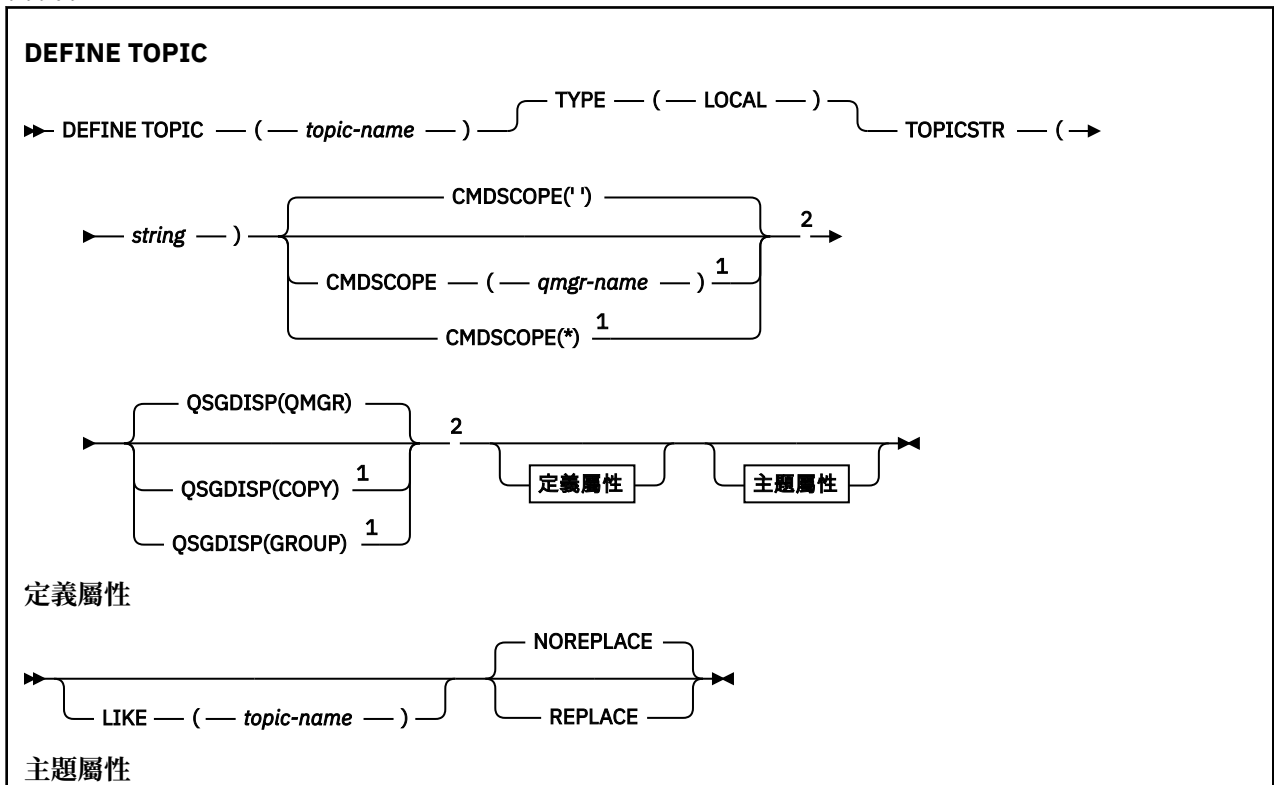 DEFINE TOPIC
TYPE ( LOCAL )
DEFINE TOPIC ( topic-name ) TOPICSTR (
CMDSCOPE(' ')
string ) 2
CMDSCOPE ( qmgr-name ) 1
CMDSCOPE(*) 1
QSGDISP(QMGR)
2
QSGDISP(COPY) 1 定義屬性 主題屬性
QSGDISP(GROUP) 1
定義屬性
NOREPLACE
LIKE ( topic-name ) REPLACE
主題屬性